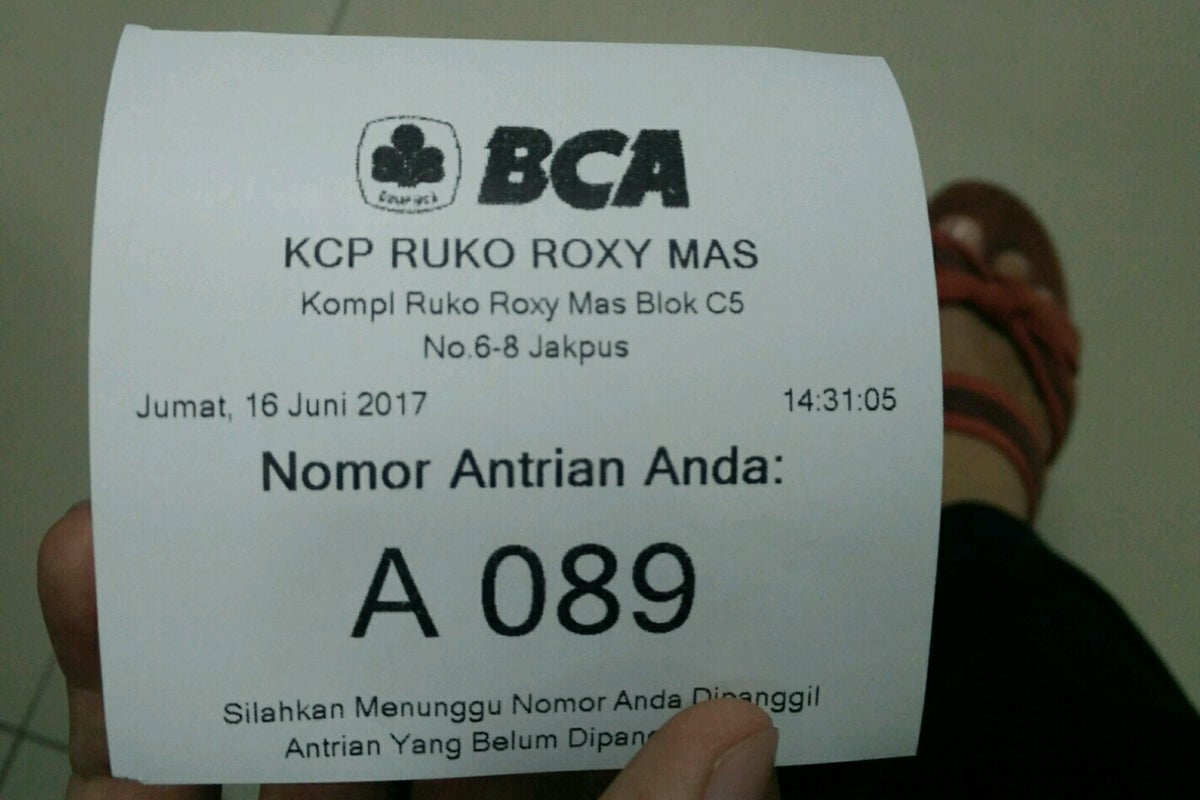 BCA
KCP RUKO ROXY MAS
Kompl Ruko Roxy Mas Blok C5
No.6-8 Jakpus
Jumat, 16 Juni 2017 14:31:05
Nomor Antrian Anda:
A 089
Silahkan Menunggu Nomor Anda Dipanggil
Antrian Yang Belum